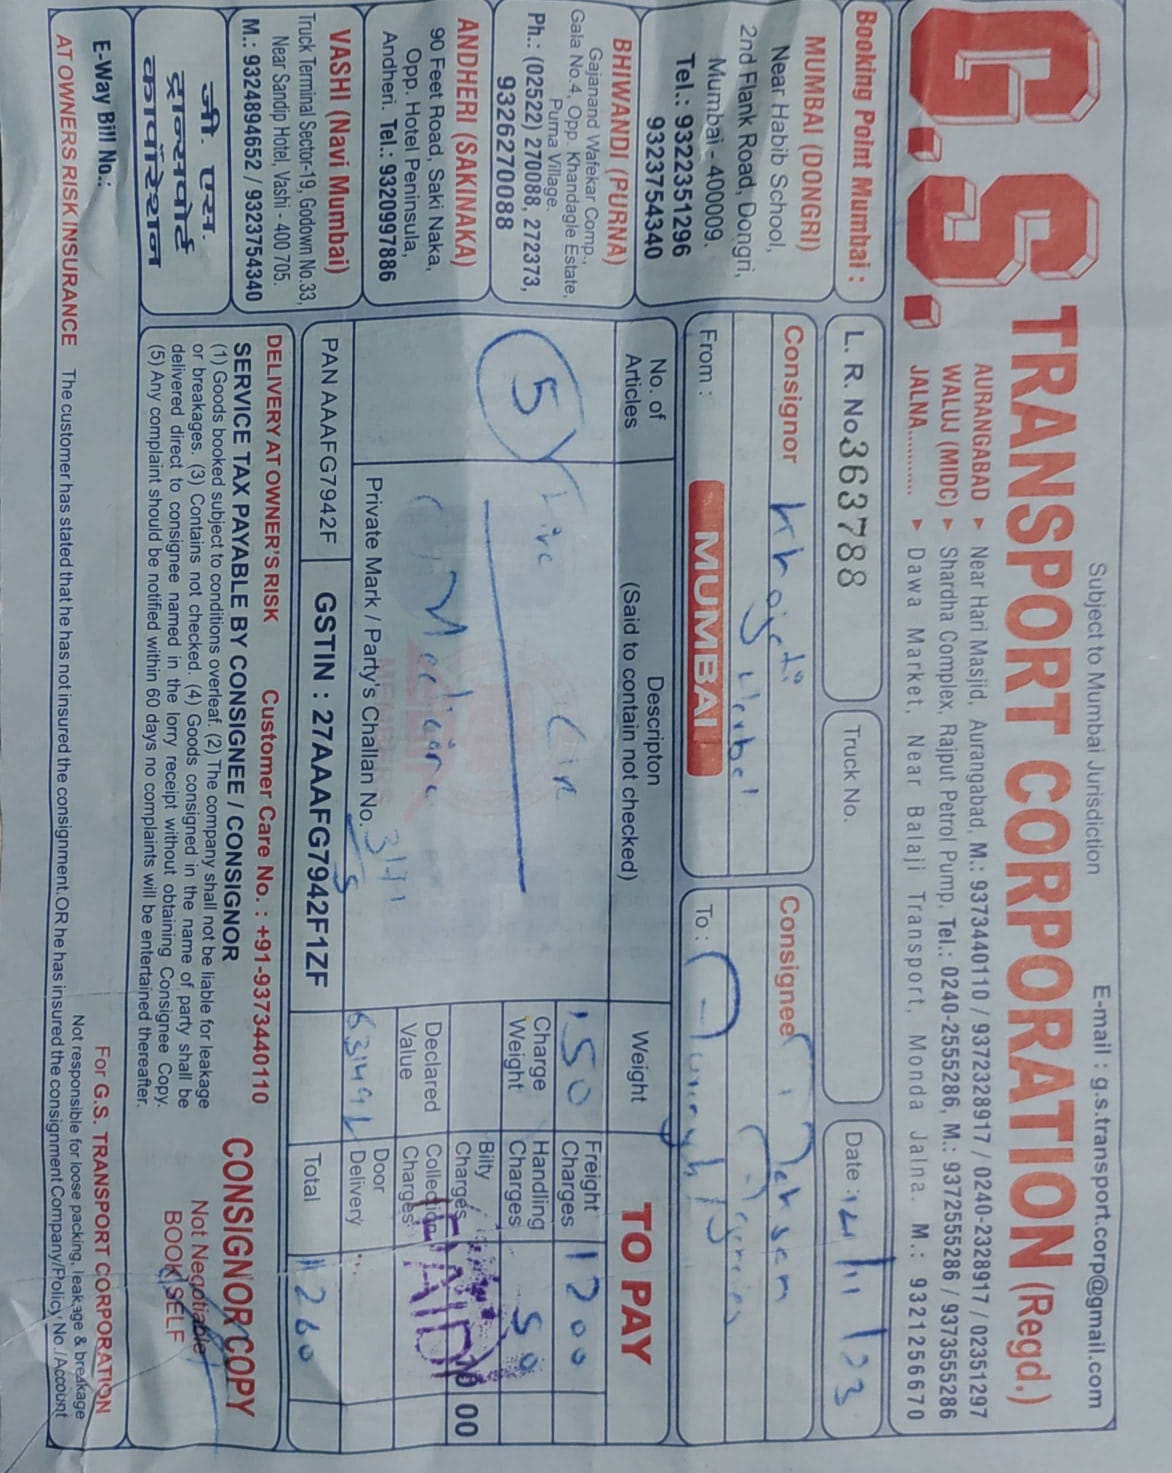 Subject to Mumbai Jurisdiction
E-mail : g.s.transport.corp@gmail.com
G.S. TRANSPORT CORPORATION (Regd.)
AURANGABAD ► Near Hari Masjid, Aurangabad, M.: 9373440110 / 9372328917 / 0240-2328917 / 02351297
WALUJ (MIDC) ► Shardha Complex, Rajput Petrol Pump, Tel.: 0240-2555286, M.: 9372555286 / 9373555286
JALNA............ ► Dawa Market, Near Balaji Transport, Monda Jalna. M.: 9321256670
Booking Point Mumbai :
MUMBAI (DONGRI)
Near Habib School,
2nd Flank Road, Dongri,
Mumbai - 400009.
Tel.: 9322351296
9323754340
BHIWANDI (PURNA)
Gajanand Wafekar Comp.,
Gala No.4, Opp. Khandagle Estate,
Purna Village.
Ph.: (02522) 270088, 272373,
9326270088
ANDHERI (SAKINAKA)
90 Feet Road, Saki Naka,
Opp. Hotel Peninsula,
Andheri. Tel.: 9320997886
VASHI (Navi Mumbai)
Truck Terminal Sector-19, Godown No.33,
Near Sandip Hotel, Vashi - 400 705.
M.: 9324894652 / 9323754340
जी. एस.
ट्रान्सपोर्ट
कार्पोरेशन
L. R. No 363788
Truck No.
Date : 14/11/23
Consignor
From : MUMBAI
Consignee
Agencies
To :
No. of Articles
Descripton
(Said to contain not checked)
Weight
TO PAY
5
Five
Medicine
150
Freight Charges 1200
Charge Weight
Handling Charges 50
Bilty Charges 00
Declared Value
Collection Charges
PAID
Door Delivery
Private Mark / Party's Challan No.
PAN AAAFG7942F
GSTIN : 27AAAFG7942F1ZF
Total 1260
DELIVERY AT OWNER'S RISK Customer Care No. : +91-9373440110
SERVICE TAX PAYABLE BY CONSIGNEE / CONSIGNOR
(1) Goods booked subject to conditions overleaf. (2) The company shall not be liable for leakage
or breakages. (3) Contains not checked. (4) Goods consigned in the name of party shall be
delivered direct to consignee named in the lorry receipt without obtaining Consignee Copy.
(5) Any complaint should be notified within 60 days no complaints will be entertained thereafter.
CONSIGNOR COPY
Not Negotiable
BOOK SELF
E-Way Bill No.:
For G.S. TRANSPORT CORPORATION
Not responsible for loose packing, leakage & breakage
AT OWNERS RISK INSURANCE The customer has stated that he has not insured the consignment.OR he has insured the consignment Company/Policy No./Account